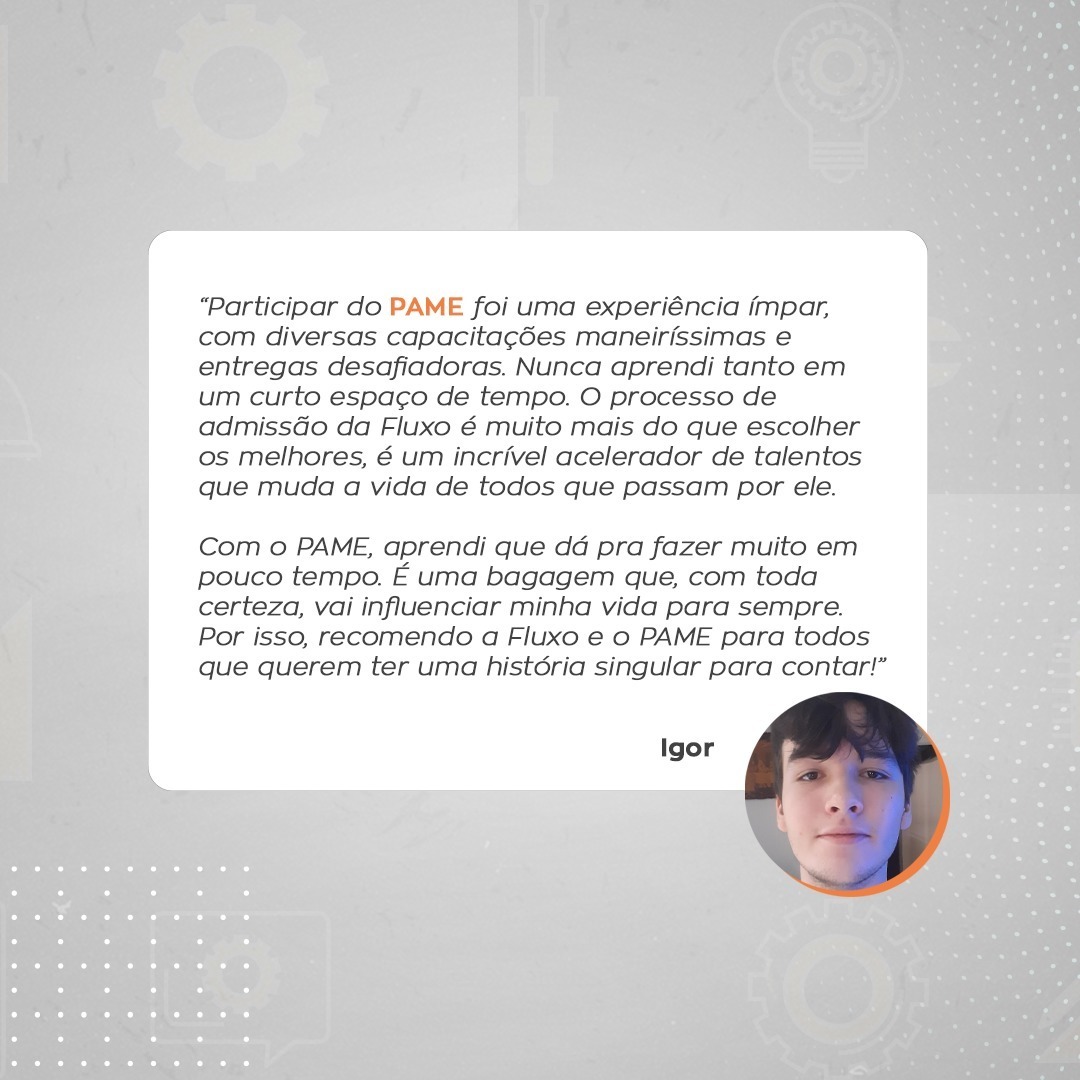 “Participar do PAME foi uma experiência ímpar,
com diversas capacitações maneiríssimas e
entregas desafiadoras. Nunca aprendi tanto em
um curto espaço de tempo. O processo de
admissão da Fluxo é muito mais do que escolher
os melhores, é um incrível acelerador de talentos
que muda a vida de todos que passam por ele.
Com o PAME, aprendi que dá pra fazer muito em
pouco tempo. É uma bagagem que, com toda
certeza, vai influenciar minha vida para sempre.
Por isso, recomendo a Fluxo e o PAME para todos
que querem ter uma história singular para contar!”
Igor